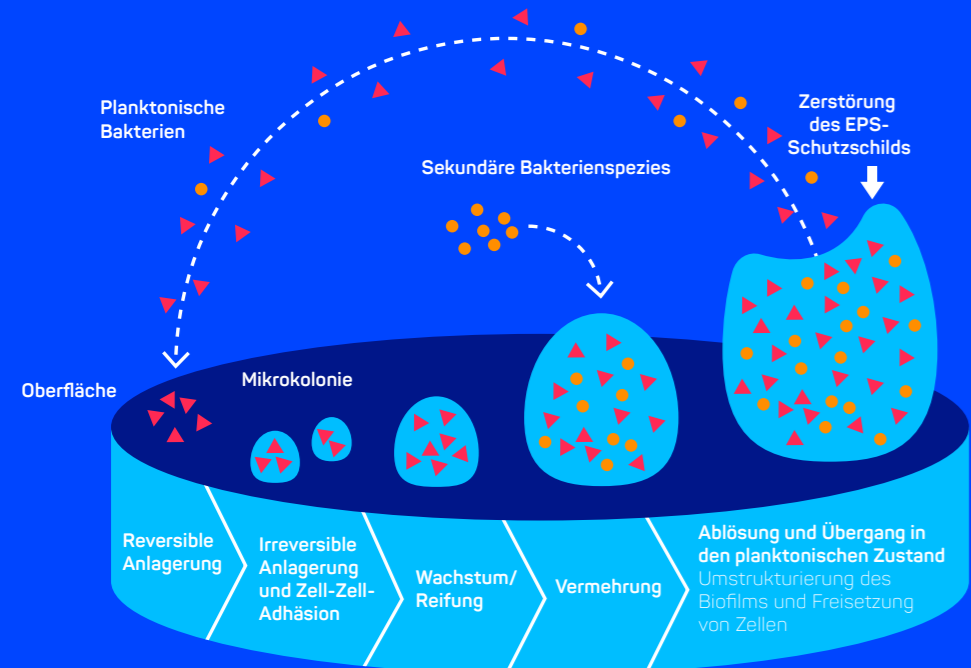 Planktonische
Bakterien
Zerstörung
des EPS-
Schutzschilds
Sekundäre Bakterienspezies
Oberfläche
Mikrokolonie
Reversible
Anlagerung
Irreversible
Anlagerung
und Zell-Zell-
Adhäsion
Wachstum/
Reifung
Vermehrung
Ablösung und Übergang in
den planktonischen Zustand
Umstrukturierung des
Biofilms und Freisetzung
von Zellen